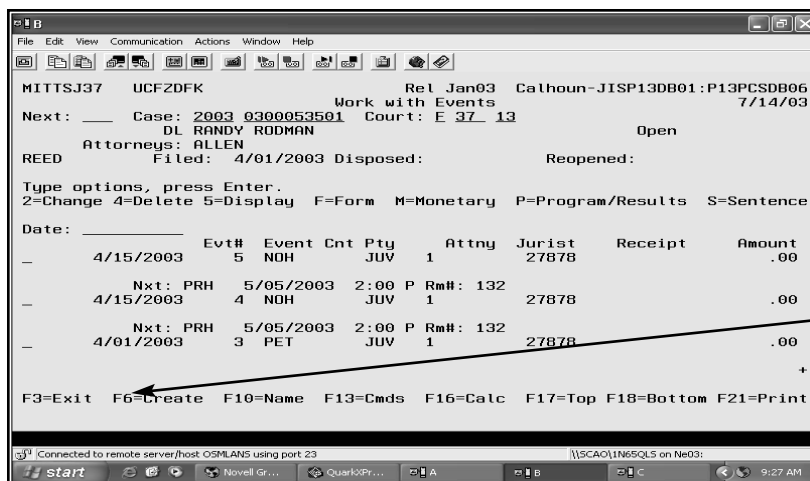 B
File Edit View Communication Actions Window Help
MITTSJ37 UCFZDFK Rel Jan03 Calhoun-JISP13DB01:P13PCSDB06
Work with Events 7/14/03
Next: ___ Case: 2003 0300053501 Court: F 37 13
DL RANDY RODMAN Open
Attorneys: ALLEN
REED Filed: 4/01/2003 Disposed: Reopened:
Type options, press Enter.
2=Change 4=Delete 5=Display F=Form M=Monetary P=Program/Results S=Sentence
Date: __________
Evt# Event Cnt Pty Attny Jurist Receipt Amount
_ 4/15/2003 5 NOH JUV 1 27878 .00
Nxt: PRH 5/05/2003 2:00 P Rm#: 132
_ 4/15/2003 4 NOH JUV 1 27878 .00
Nxt: PRH 5/05/2003 2:00 P Rm#: 132
_ 4/01/2003 3 PET JUV 1 27878 .00
+
F3=Exit F6=Create F10=Name F13=Cmds F16=Calc F17=Top F18=Bottom F21=Print
Connected to remote server/host OSMLANS using port 23 \\SCAO\1N65QLS on Ne03:
start Novell Gr... QuarkXPr... A B C 9:27 AM